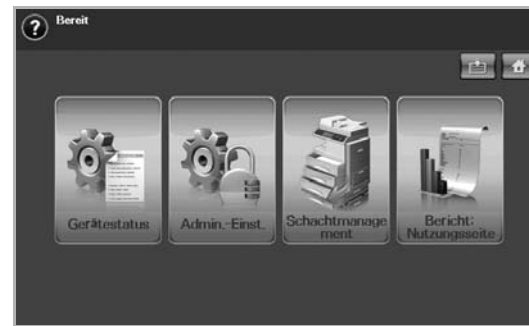 ?
Bereit
Gerätestatus
Admin.-Einst.
Schachtmanage
ment
Bericht:
Nutzungsseite